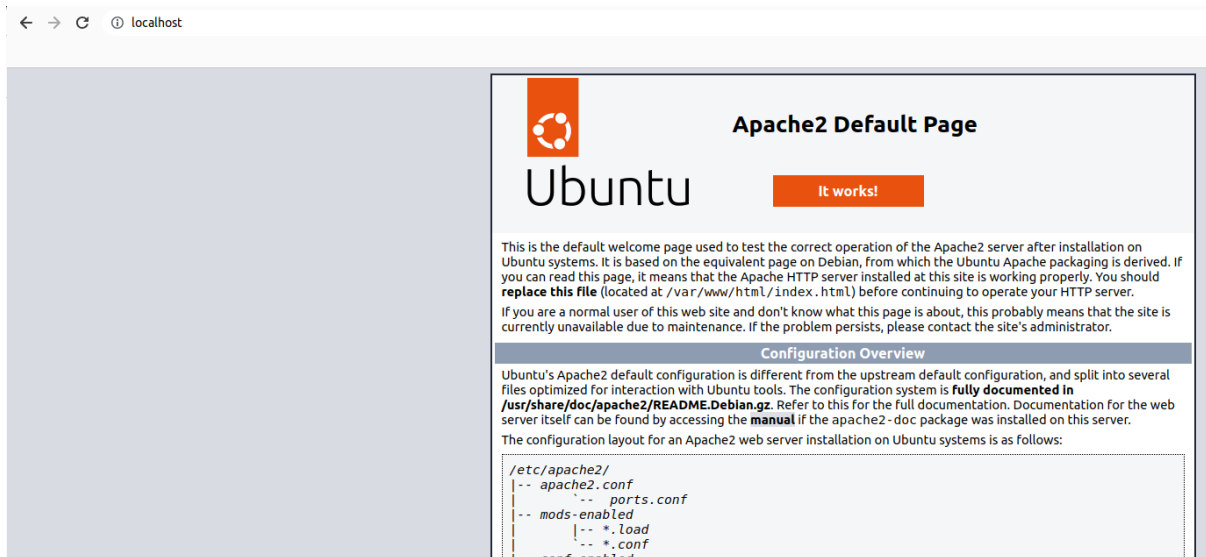 localhost
Apache2 Default Page
Ubuntu
It works!
This is the default welcome page used to test the correct operation of the Apache2 server after installation on
Ubuntu systems. It is based on the equivalent page on Debian, from which the Ubuntu Apache packaging is derived. If
you can read this page, it means that the Apache HTTP server installed at this site is working properly. You should
replace this file (located at /var/www/html/index.html) before continuing to operate your HTTP server.
If you are a normal user of this web site and don't know what this page is about, this probably means that the site is
currently unavailable due to maintenance. If the problem persists, please contact the site's administrator.
Configuration Overview
Ubuntu's Apache2 default configuration is different from the upstream default configuration, and split into several
files optimized for interaction with Ubuntu tools. The configuration system is fully documented in
/usr/share/doc/apache2/README.Debian.gz. Refer to this for the full documentation. Documentation for the web
server itself can be found by accessing the manual if the apache2-doc package was installed on this server.
The configuration layout for an Apache2 web server installation on Ubuntu systems is as follows:
/etc/apache2/
|-- apache2.conf
|       `--  ports.conf
|-- mods-enabled
|       |-- *.load
|       `-- *.conf
|-- conf-enabled